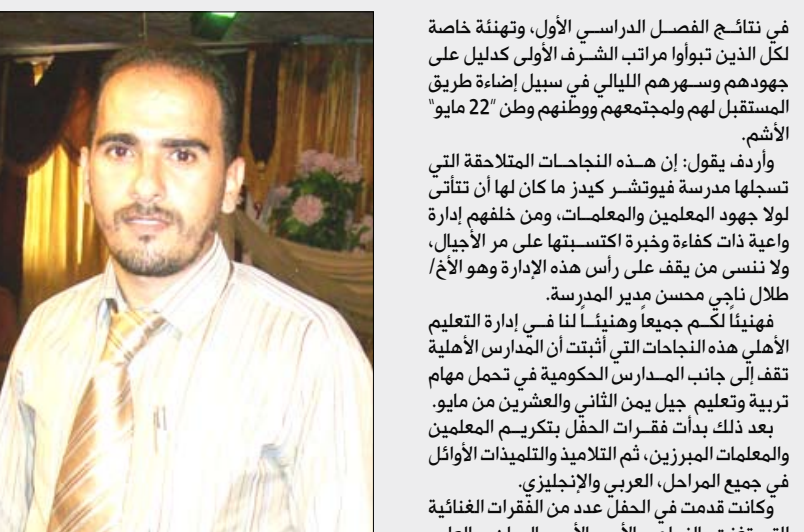 في نتائج الفصل الدراسي الأول، وتهنئة خاصة
لكل الذين تبوأوا مراتب الشرف الأولى كدليل على
جهودهم وسهرهم الليالي في سبيل إضاءة طريق
المستقبل لهم ولمجتمعهم ووطنهم وطن "22 مايو"
الأشم.
وأردف يقول: إن هذه النجاحات المتلاحقة التي
تسجلها مدرسة فيوتشر كيدز ما كان لها أن تتأتى
لولا جهود المعلمين والمعلمات، ومن خلفهم إدارة
واعية ذات كفاءة وخبرة اكتسبتها على مر الأجيال،
ولا ننسى من يقف على رأس هذه الإدارة وهو الأخ/
طلال ناجي محسن مدير المدرسة.
فهنيئاً لكم جميعاً وهنيئاً لنا في إدارة التعليم
الأهلي هذه النجاحات التي أثبتت أن المدارس الأهلية
تقف إلى جانب المدارس الحكومية في تحمل مهام
تربية وتعليم جيل يمن الثاني والعشرين من مايو.
بعد ذلك بدأت فقرات الحفل بتكريم المعلمين
والمعلمات المبرزين، ثم التلاميذ والتلميذات الأوائل
في جميع المراحل، العربي والإنجليزي.
وكانت قدمت في الحفل عدد من الفقرات الغنائية